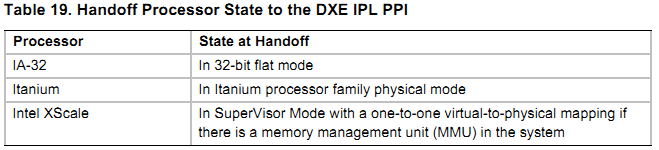 Table 19. Handoff Processor State to the DXE IPL PPI
Processor State at Handoff
IA-32 In 32-bit flat mode
Itanium In Itanium processor family physical mode
Intel XScale In SuperVisor Mode with a one-to-one virtual-to-physical mapping if
there is a memory management unit (MMU) in the system